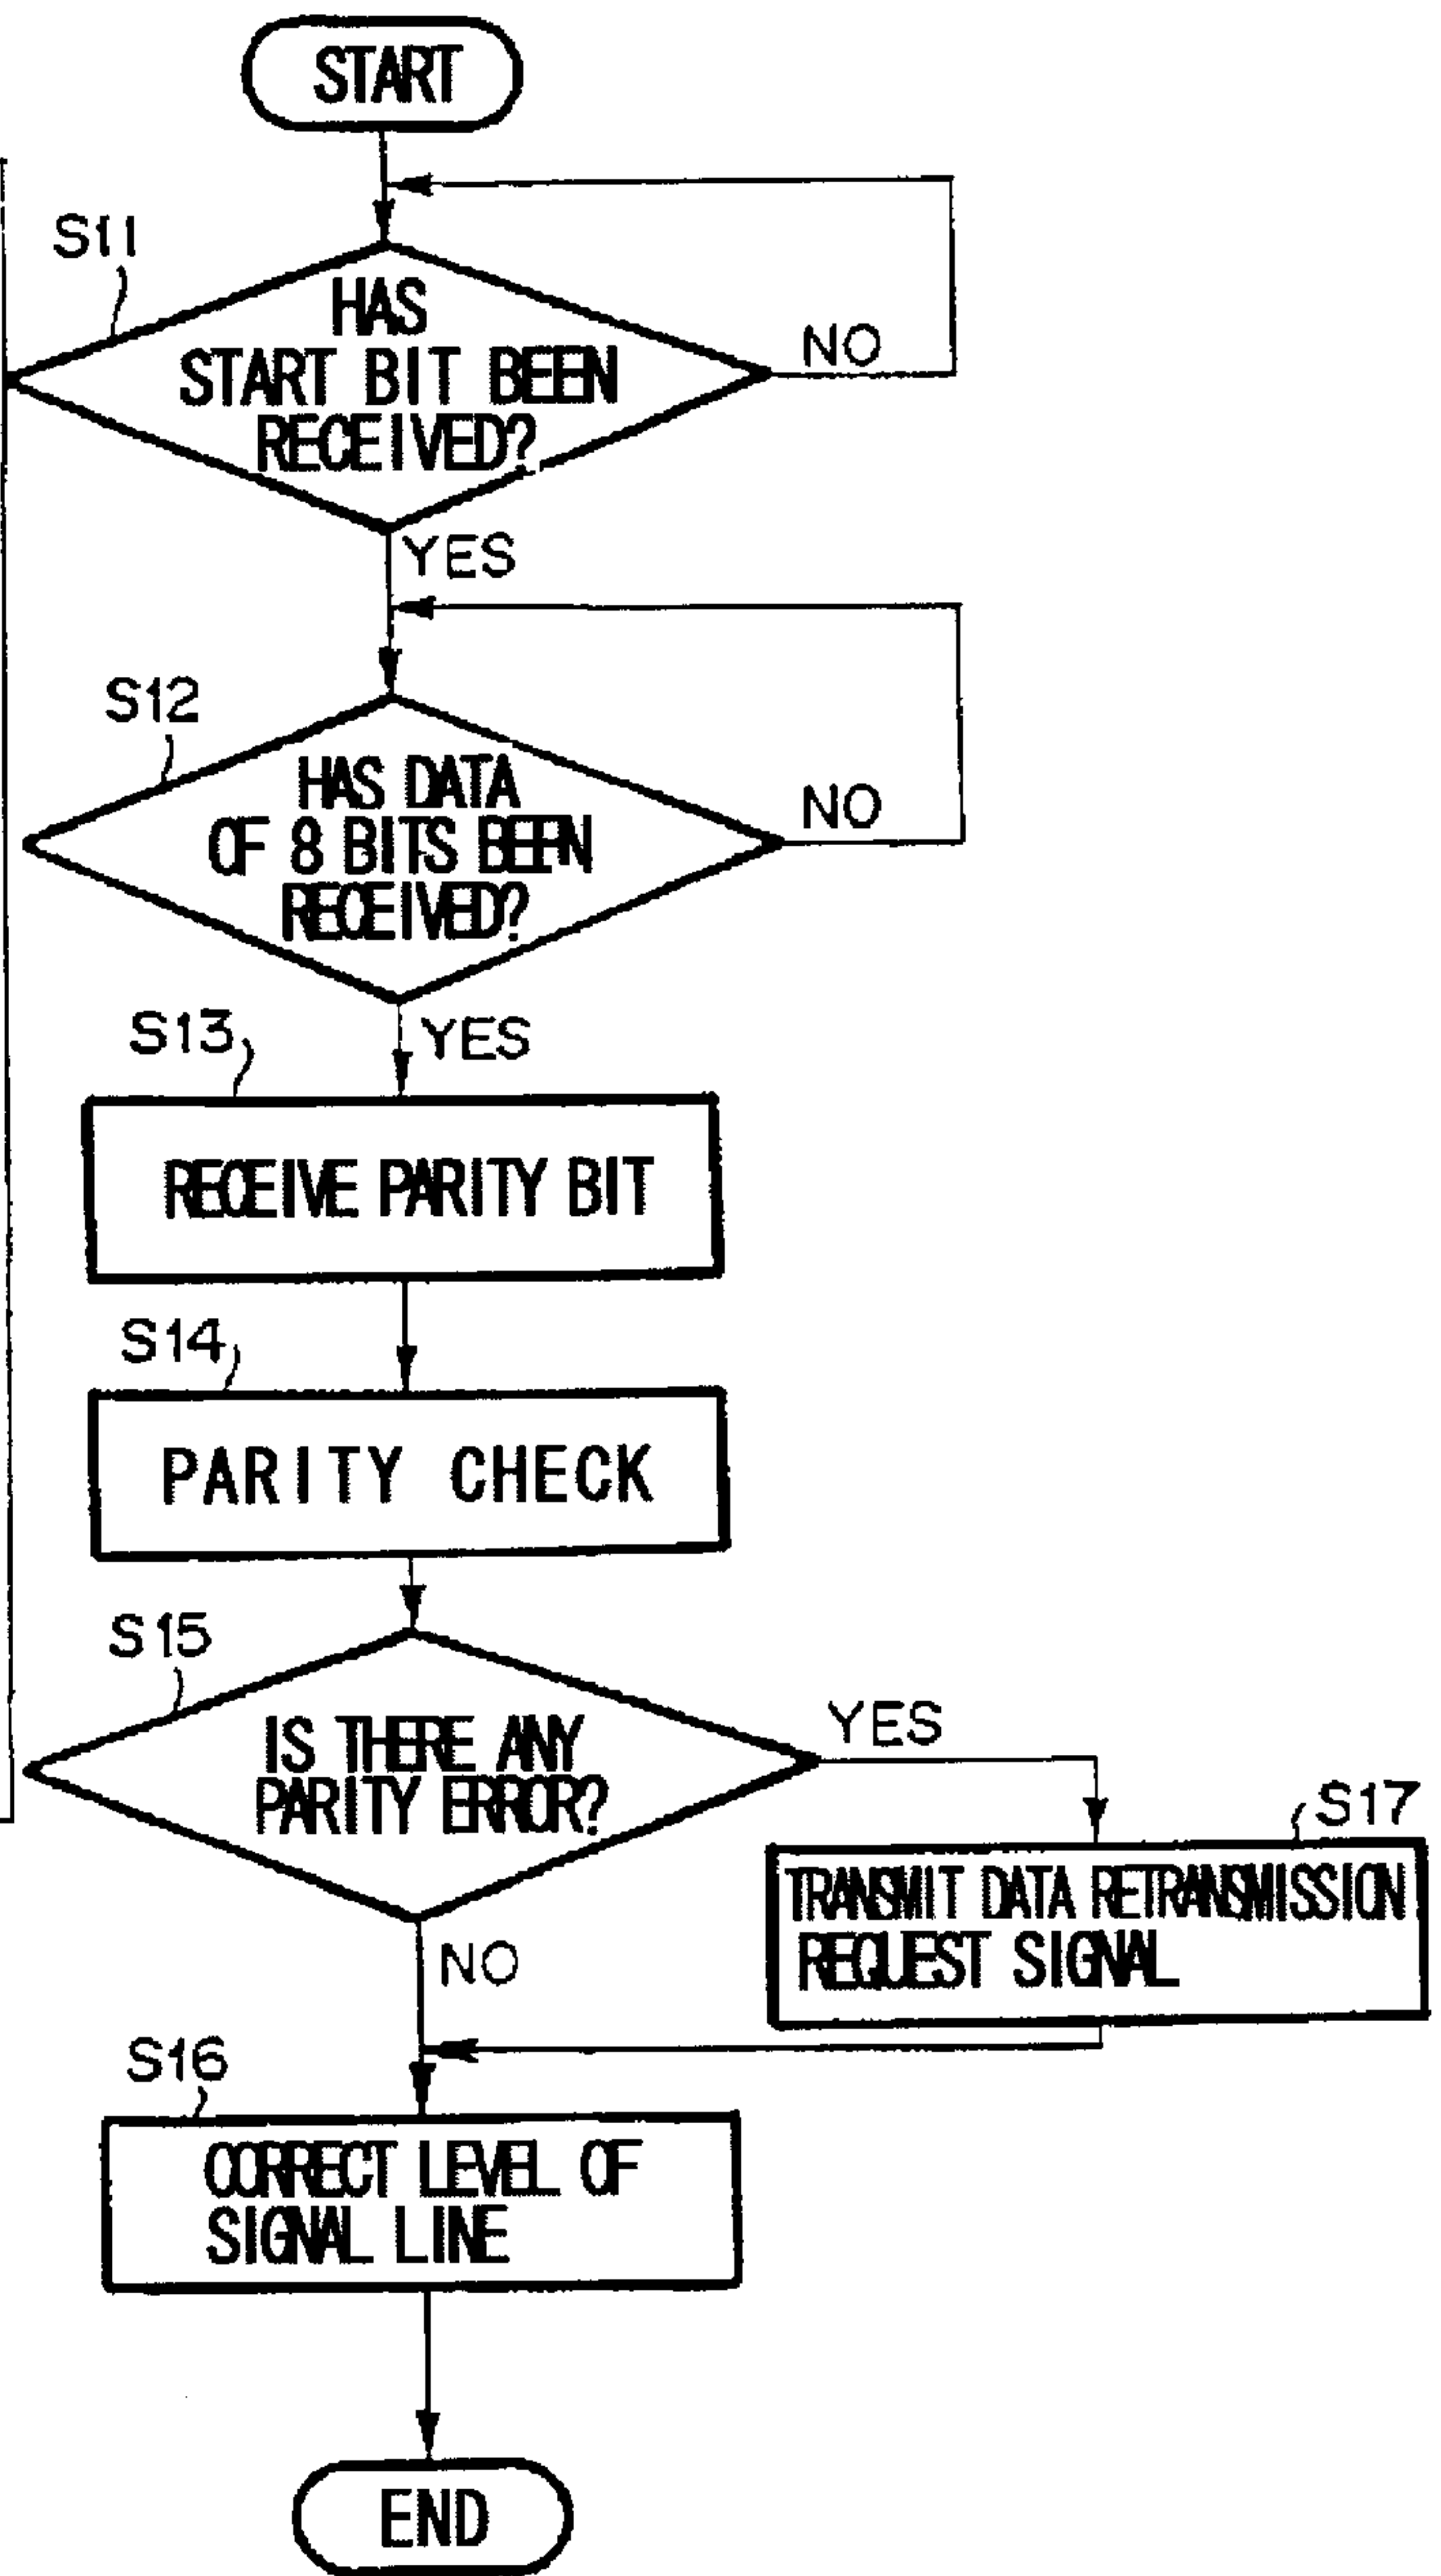 START
S11
HAS
START BIT BEEN
RECEIVED?
NO
YES
S12
HAS DATA
OF 8 BITS BEEN
RECEIVED?
NO
YES
S13
RECEIVE PARITY BIT
S14
PARITY CHECK
S15
IS THERE ANY
PARITY ERROR?
YES
NO
S17
TRANSMIT DATA RETRANSMISSION
REQUEST SIGNAL
S16
CORRECT LEVEL OF
SIGNAL LINE
END